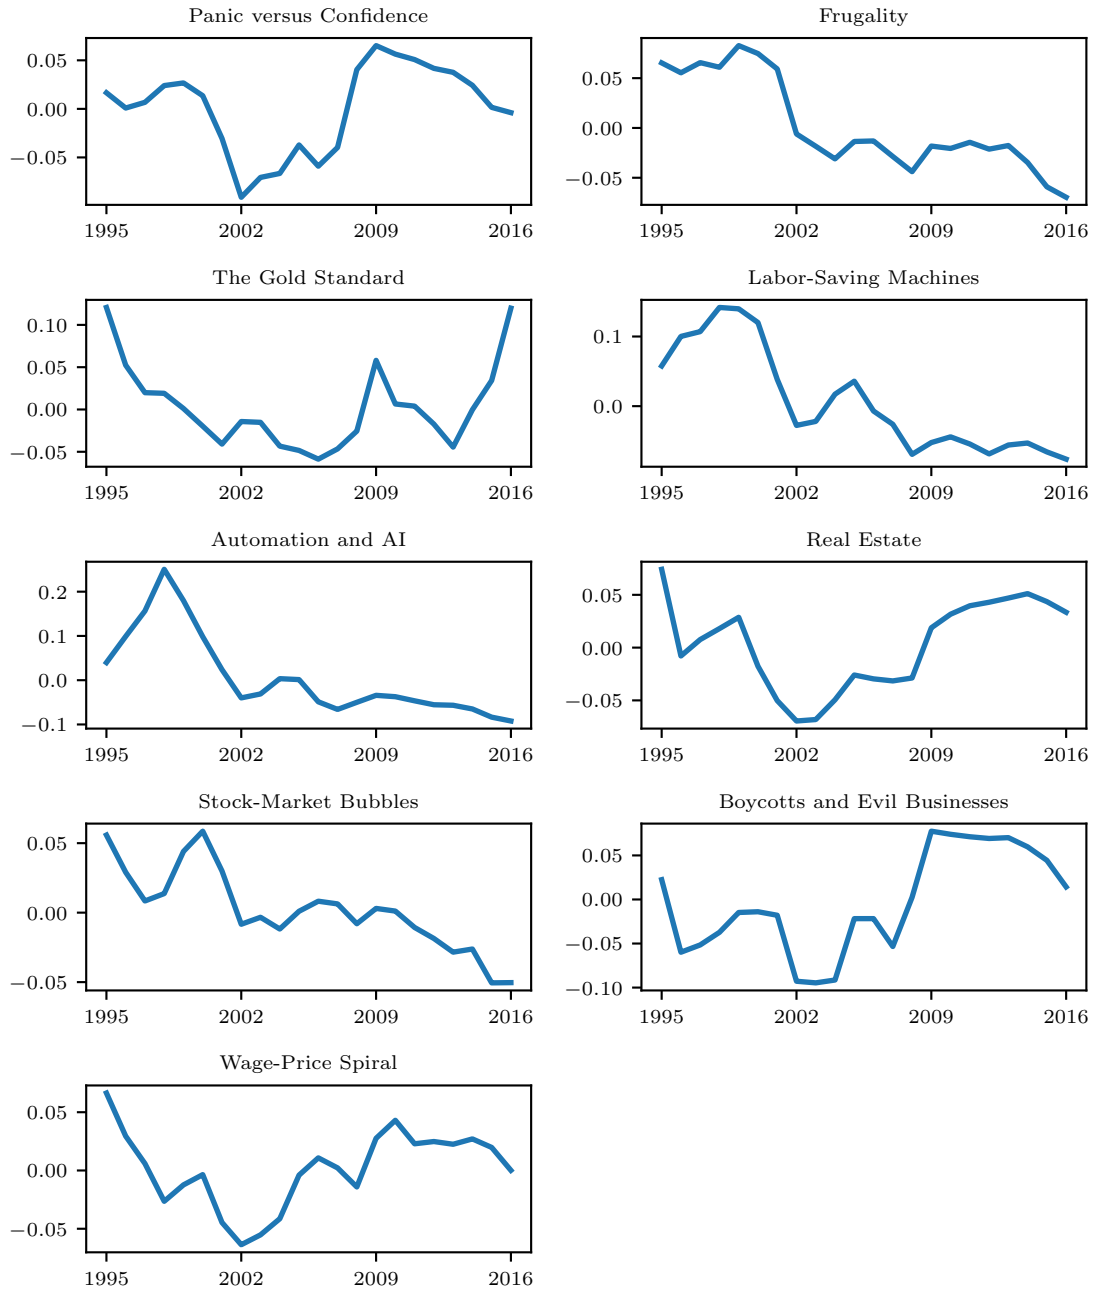 Panic versus Confidence
0.05
0.00
−0.05
1995 2002 2009 2016
Frugality
0.05
0.00
−0.05
1995 2002 2009 2016
The Gold Standard
0.10
0.05
0.00
−0.05
1995 2002 2009 2016
Labor-Saving Machines
0.1
0.0
1995 2002 2009 2016
Automation and AI
0.2
0.1
0.0
−0.1
1995 2002 2009 2016
Real Estate
0.05
0.00
−0.05
1995 2002 2009 2016
Stock-Market Bubbles
0.05
0.00
−0.05
1995 2002 2009 2016
Boycotts and Evil Businesses
0.05
0.00
−0.05
−0.10
1995 2002 2009 2016
Wage-Price Spiral
0.05
0.00
−0.05
1995 2002 2009 2016